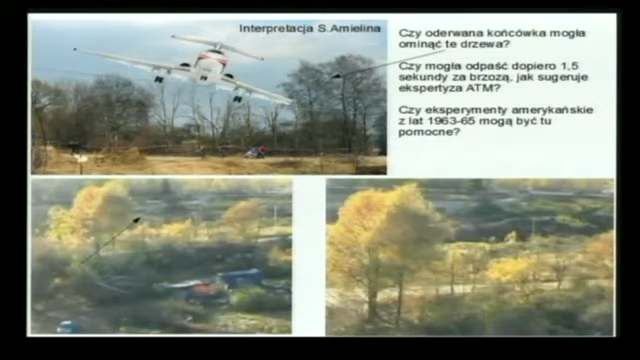 Interpretacja S.Amielina
Czy oderwana końcówka mogła
ominąć te drzewa?
Czy mogła odpaść dopiero 1,5
sekundy za brzozą, jak sugeruje
ekspertyza ATM?
Czy eksperymenty amerykańskie
z lat 1963-65 mogą być tu
pomocne?